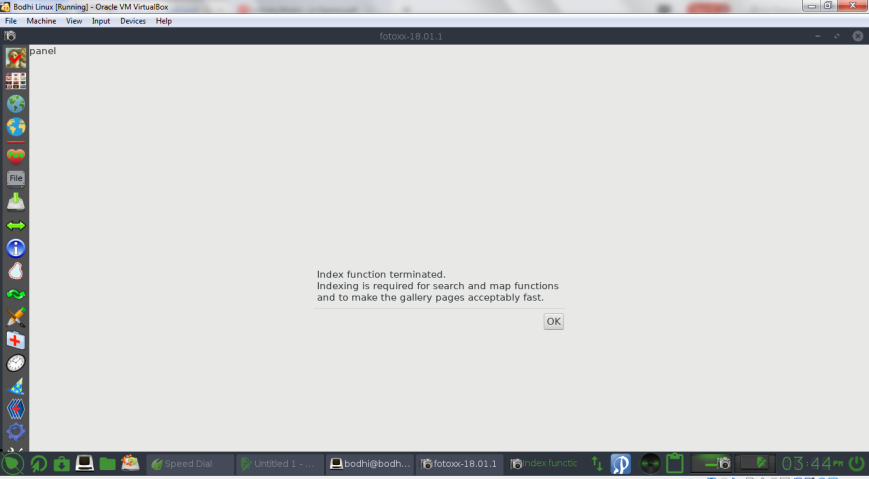 Bodhi Linux [Running] - Oracle VM VirtualBox
File Machine View Input Devices Help
fotoxx-18.01.1
panel
File
Index function terminated.
Indexing is required for search and map functions
and to make the gallery pages acceptably fast.
OK
Speed Dial
Untitled 1 - ...
bodhi@bodh...
fotoxx-18.01.1
Index functic
03:44PM